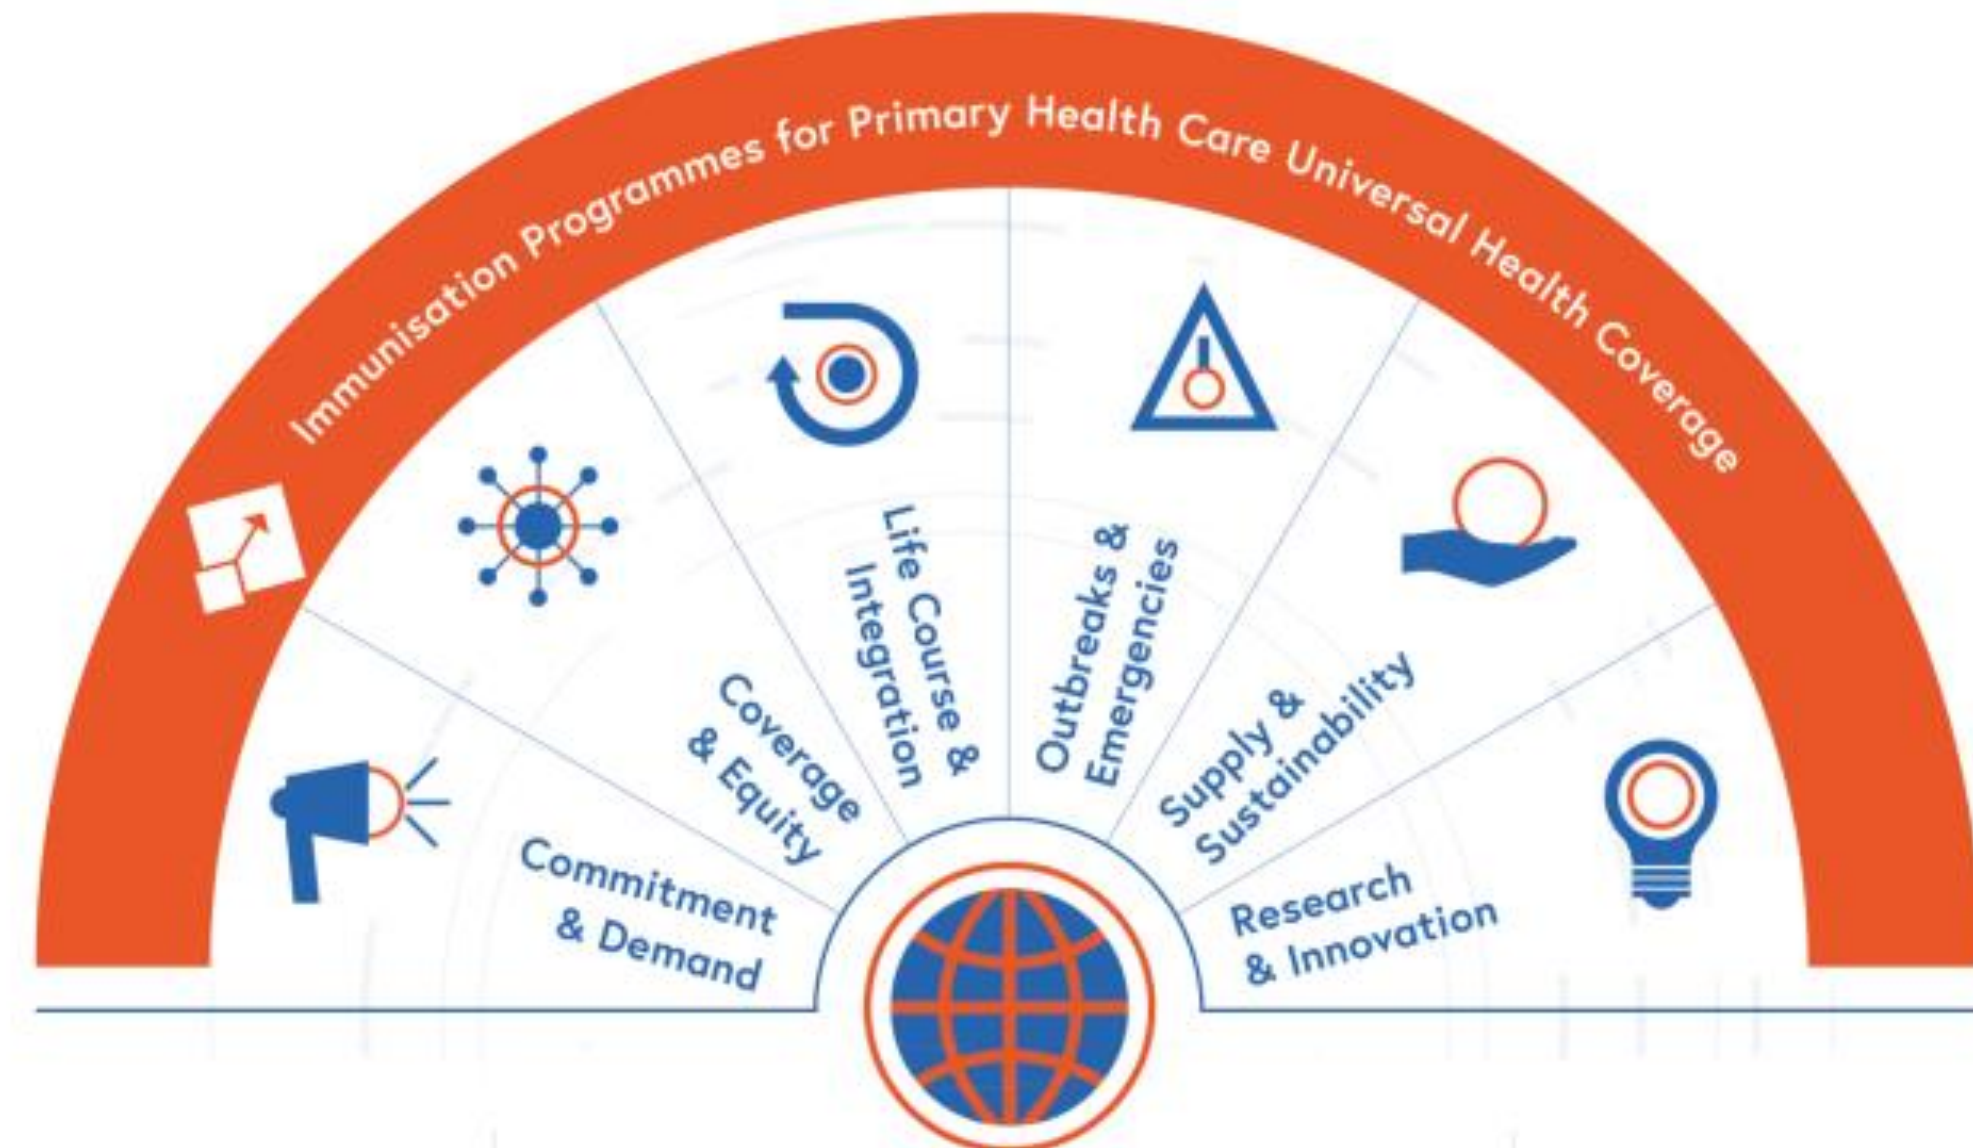 Immunisation Programmes for Primary Health Care Universal Health Coverage
Commitment
& Demand
Coverage
& Equity
Life Course &
Integration
Outbreaks &
Emergencies
Supply &
Sustainability
Research
& Innovation